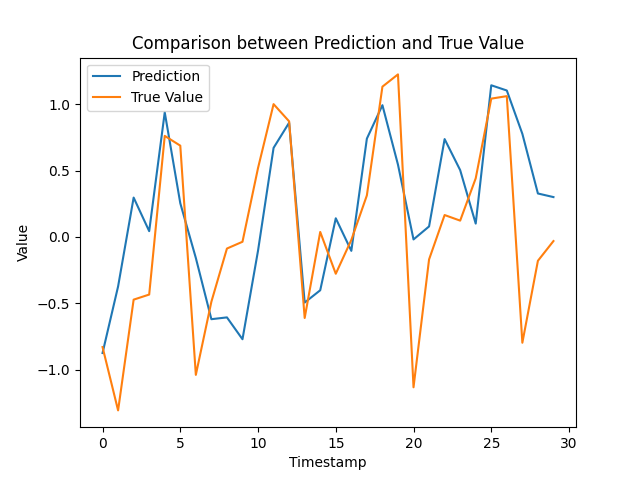 Comparison between Prediction and True Value
Prediction
True Value
1.0
0.5
0.0
−0.5
−1.0
Value
0 5 10 15 20 25 30
Timestamp